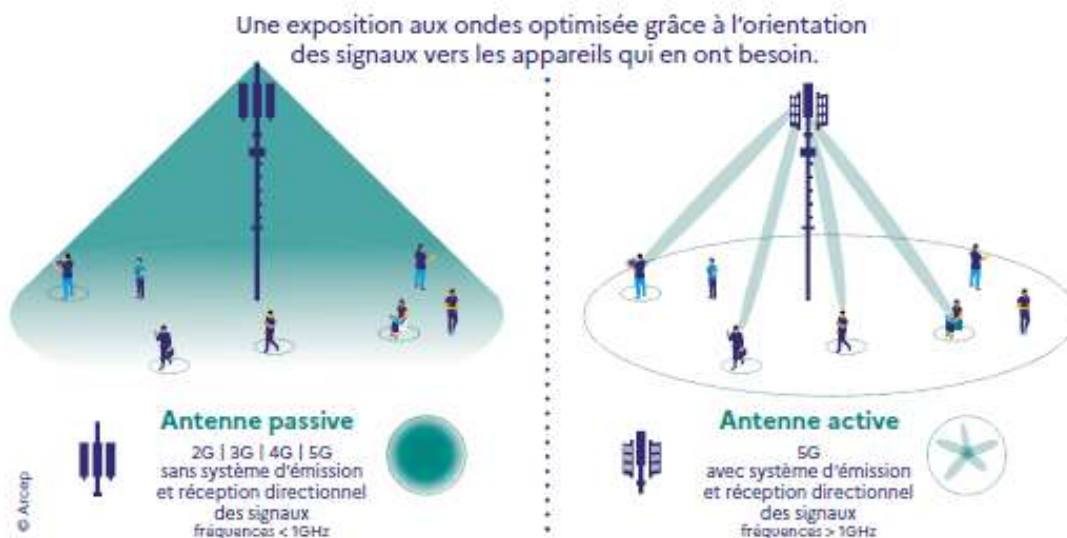 Une exposition aux ondes optimisée grâce à l'orientation
des signaux vers les appareils qui en ont besoin.
Antenne passive
2G | 3G | 4G | 5G
sans système d'émission
et réception directionnel
des signaux
fréquences < 1GHz
Antenne active
5G
avec système d'émission
et réception directionnel
des signaux
fréquences > 1GHz
© Arcep